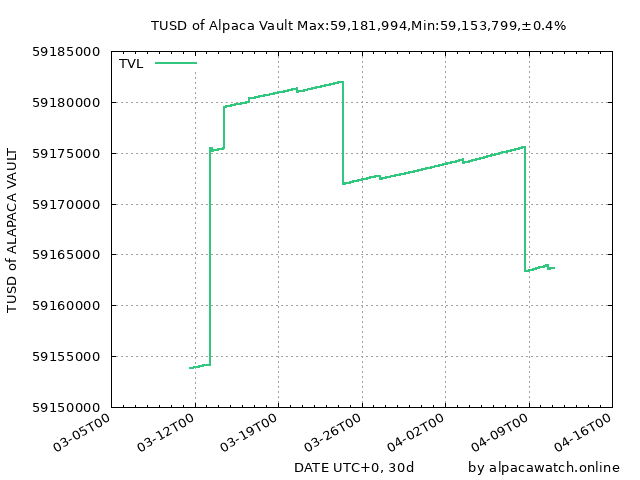 TUSD of Alpaca Vault Max:59,181,994,Min:59,153,799,±0.4%
TVL
59185000
59180000
59175000
59170000
59165000
59160000
59155000
59150000
TUSD of ALAPACA VAULT
03-05T00
03-12T00
03-19T00
03-26T00
04-02T00
04-09T00
04-16T00
DATE UTC+0, 30d
by alpacawatch.online